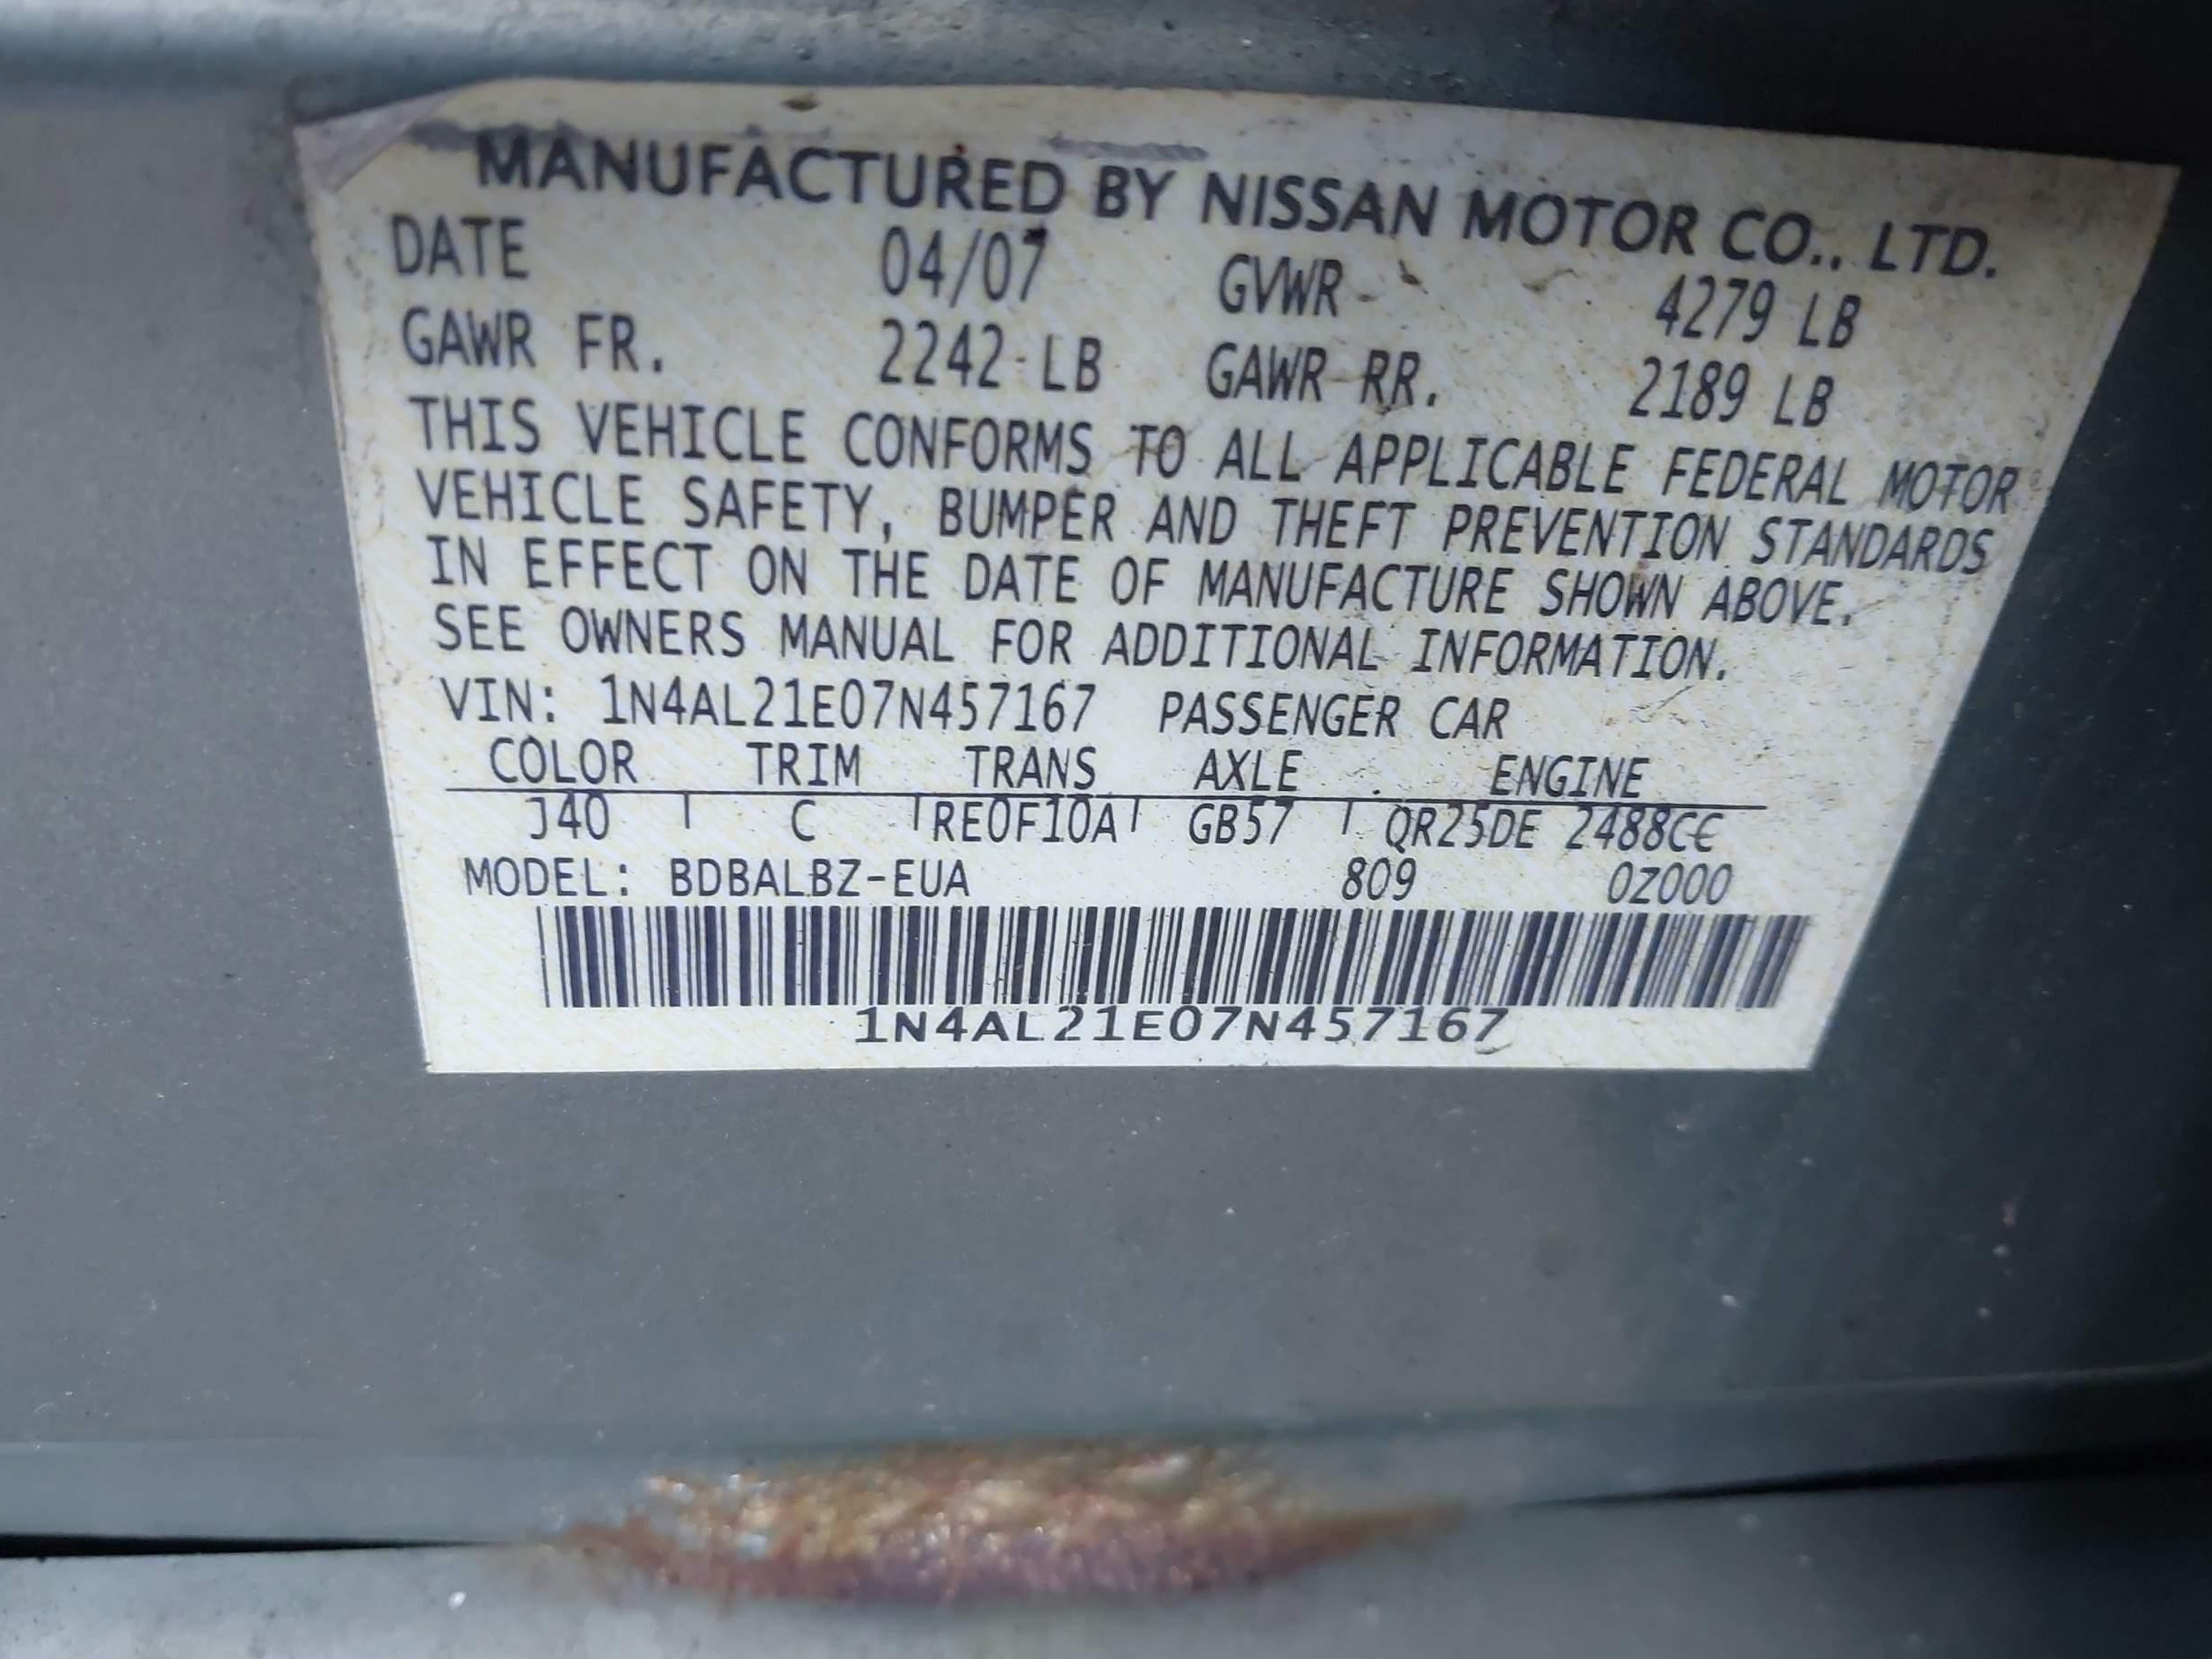 MANUFACTURED BY NISSAN MOTOR CO., LTD.
DATE 04/07 GVWR 4279 LB
GAWR FR. 2242 LB GAWR RR. 2189 LB
THIS VEHICLE CONFORMS TO ALL APPLICABLE FEDERAL MOTOR
VEHICLE SAFETY, BUMPER AND THEFT PREVENTION STANDARDS
IN EFFECT ON THE DATE OF MANUFACTURE SHOWN ABOVE.
SEE OWNERS MANUAL FOR ADDITIONAL INFORMATION.
VIN: 1N4AL21E07N457167 PASSENGER CAR
COLOR TRIM TRANS AXLE ENGINE
J40 C RE0F10A GB57 QR25DE 2488CC
MODEL: BDBALBZ-EUA 809 0Z000
1N4AL21E07N457167